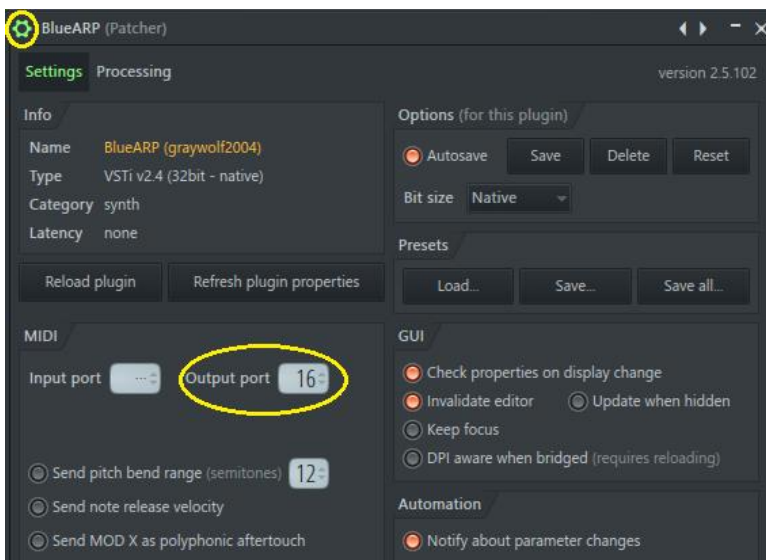 BlueARP (Patcher)
Settings Processing
version 2.5.102
Info
Name BlueARP (graywolf2004)
Type VSTi v2.4 (32bit - native)
Category synth
Latency none
Reload plugin Refresh plugin properties
Options (for this plugin)
Autosave Save Delete Reset
Bit size Native
Presets
Load... Save... Save all...
MIDI
Input port ... Output port 16
Send pitch bend range (semitones) 12
Send note release velocity
Send MOD X as polyphonic aftertouch
GUI
Check properties on display change
Invalidate editor Update when hidden
Keep focus
DPI aware when bridged (requires reloading)
Automation
Notify about parameter changes